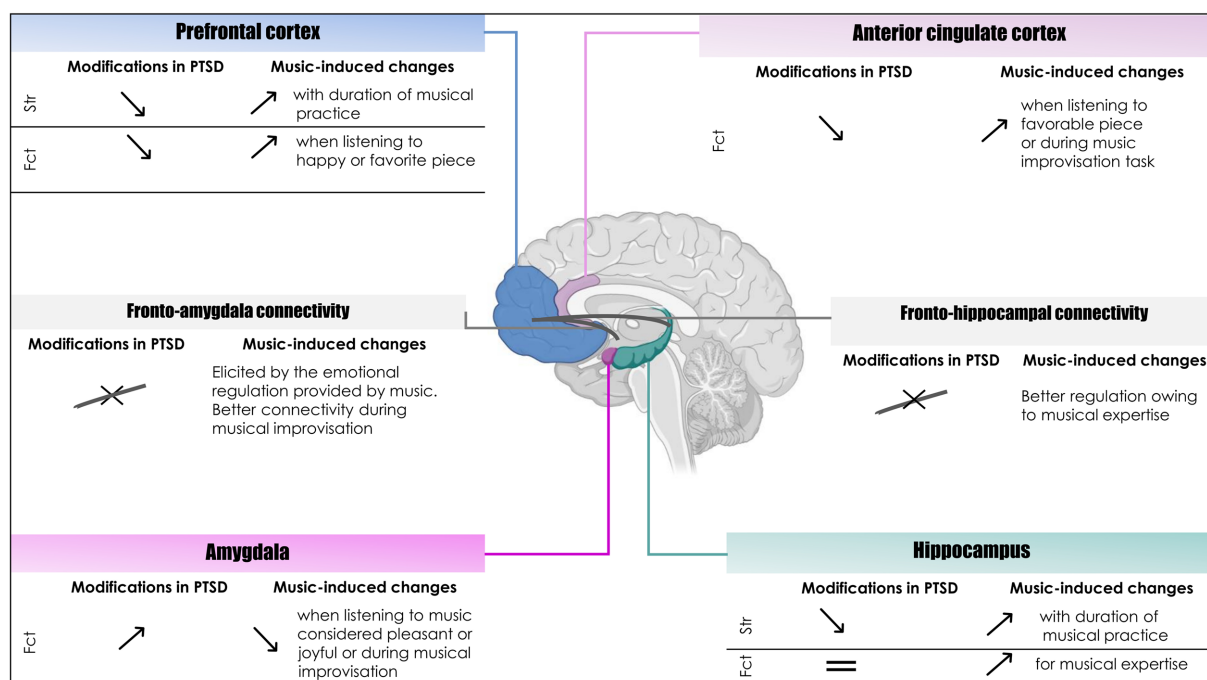 Prefrontal cortex
Modifications in PTSD
Music-induced changes
Str
with duration of musical
practice
Fct
when listening to
happy or favorite piece
Anterior cingulate cortex
Modifications in PTSD
Music-induced changes
Fct
when listening to
favorable piece
or during music
improvisation task
Fronto-amygdala connectivity
Modifications in PTSD
Music-induced changes
Elicited by the emotional
regulation provided by music.
Better connectivity during
musical improvisation
Fronto-hippocampal connectivity
Modifications in PTSD
Music-induced changes
Better regulation owing
to musical expertise
Amygdala
Modifications in PTSD
Music-induced changes
Fct
when listening to music
considered pleasant or
joyful or during musical
improvisation
Hippocampus
Modifications in PTSD
Music-induced changes
Str
with duration of
musical practice
Fct
for musical expertise